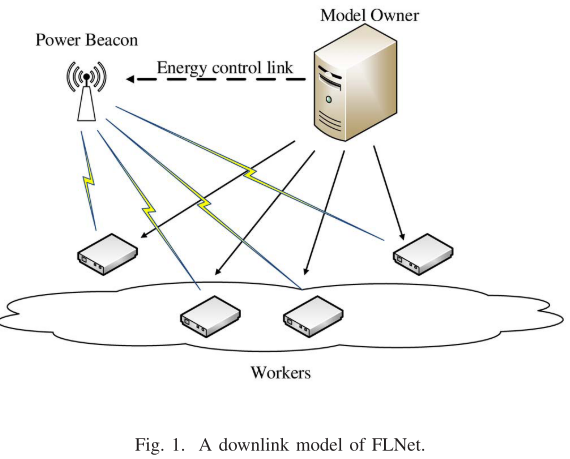 Model Owner
Power Beacon
Energy control link
Workers
Fig. 1. A downlink model of FLNet.